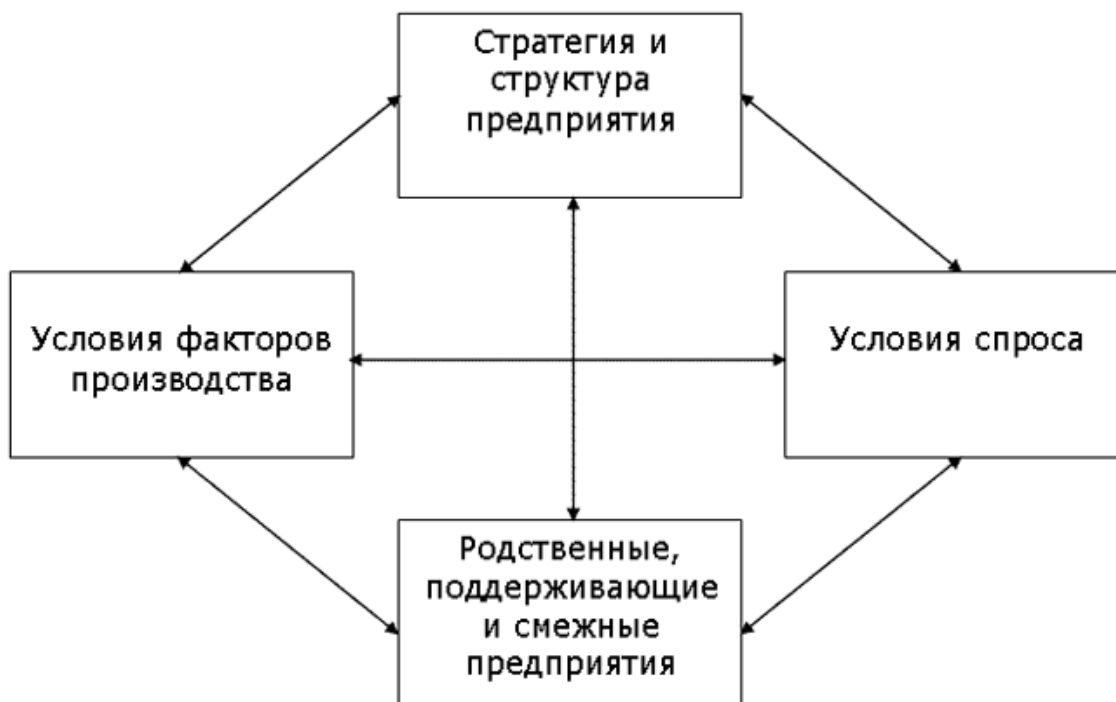 Стратегия и
структура
предприятия
Условия факторов
производства
Условия спроса
Родственные,
поддерживающие
и смежные
предприятия